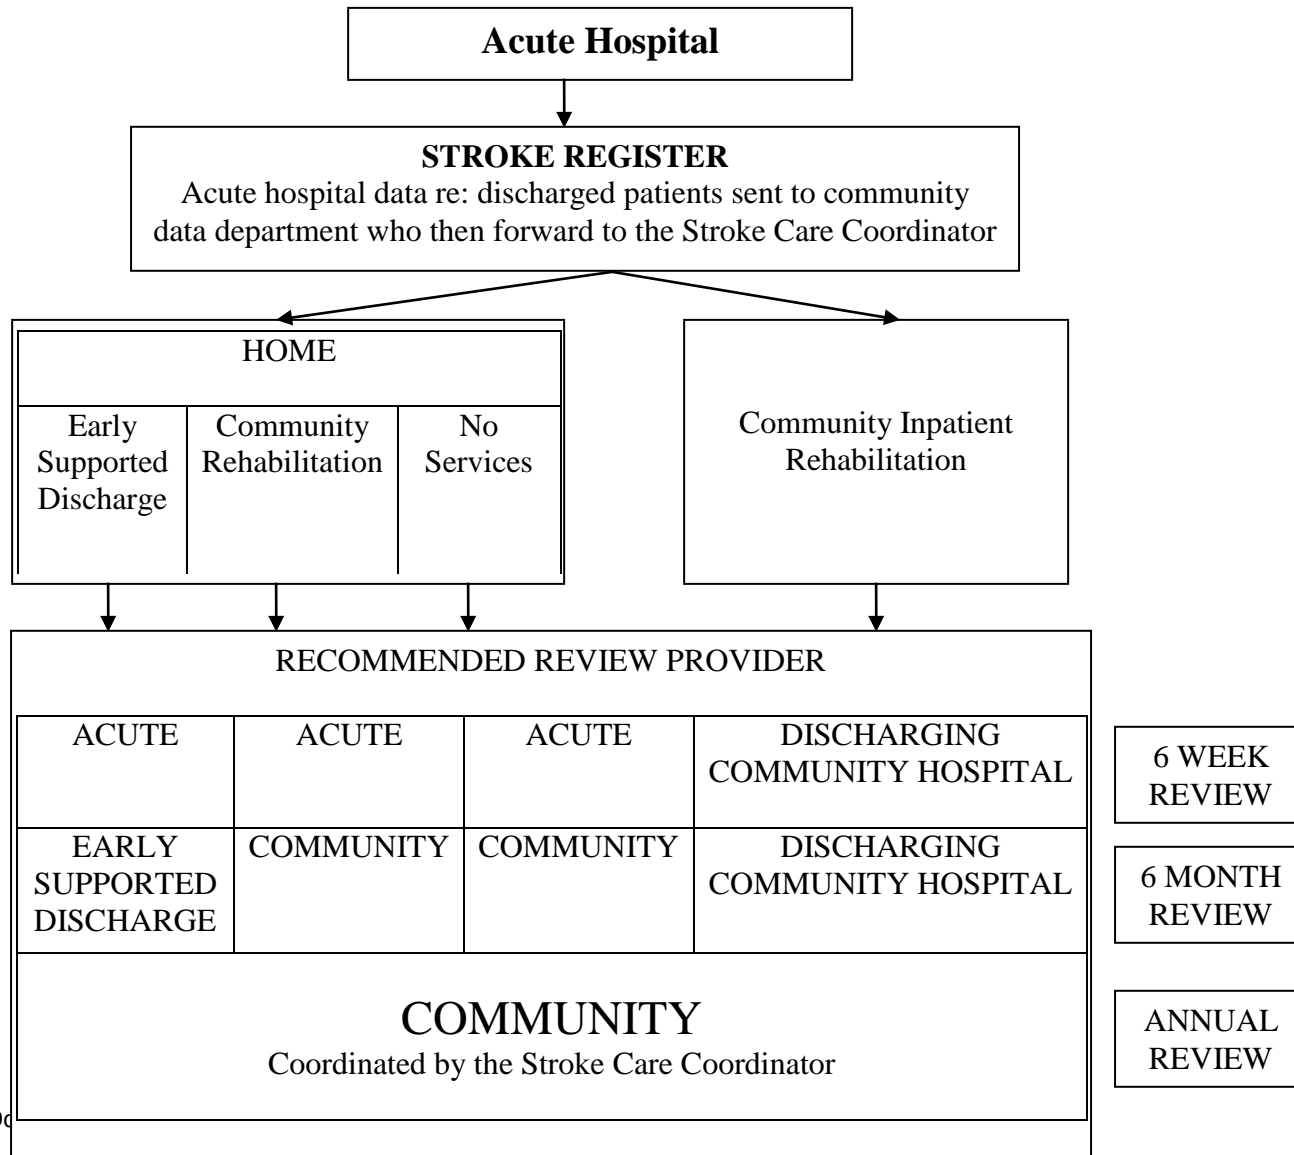 Acute Hospital
STROKE REGISTER
Acute hospital data re: discharged patients sent to community
data department who then forward to the Stroke Care Coordinator
HOME
Early
Supported
Discharge
Community
Rehabilitation
No
Services
Community Inpatient
Rehabilitation
RECOMMENDED REVIEW PROVIDER
ACUTE
ACUTE
ACUTE
DISCHARGING
COMMUNITY HOSPITAL
6 WEEK
REVIEW
EARLY
SUPPORTED
DISCHARGE
COMMUNITY
COMMUNITY
DISCHARGING
COMMUNITY HOSPITAL
6 MONTH
REVIEW
COMMUNITY
Coordinated by the Stroke Care Coordinator
ANNUAL
REVIEW